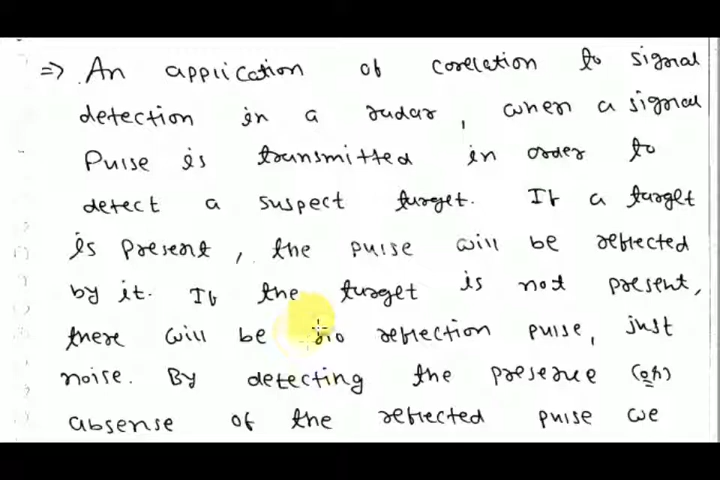 => An application of corelation to signal
detection in a radar, when a signal
Pulse is transmitted in order to
detect a suspect target. If a target
is present, the pulse will be reflected
by it. If the target is not present,
there will be no reflection pulse, just
noise. By detecting the presence (or)
absense of the reflected pulse we